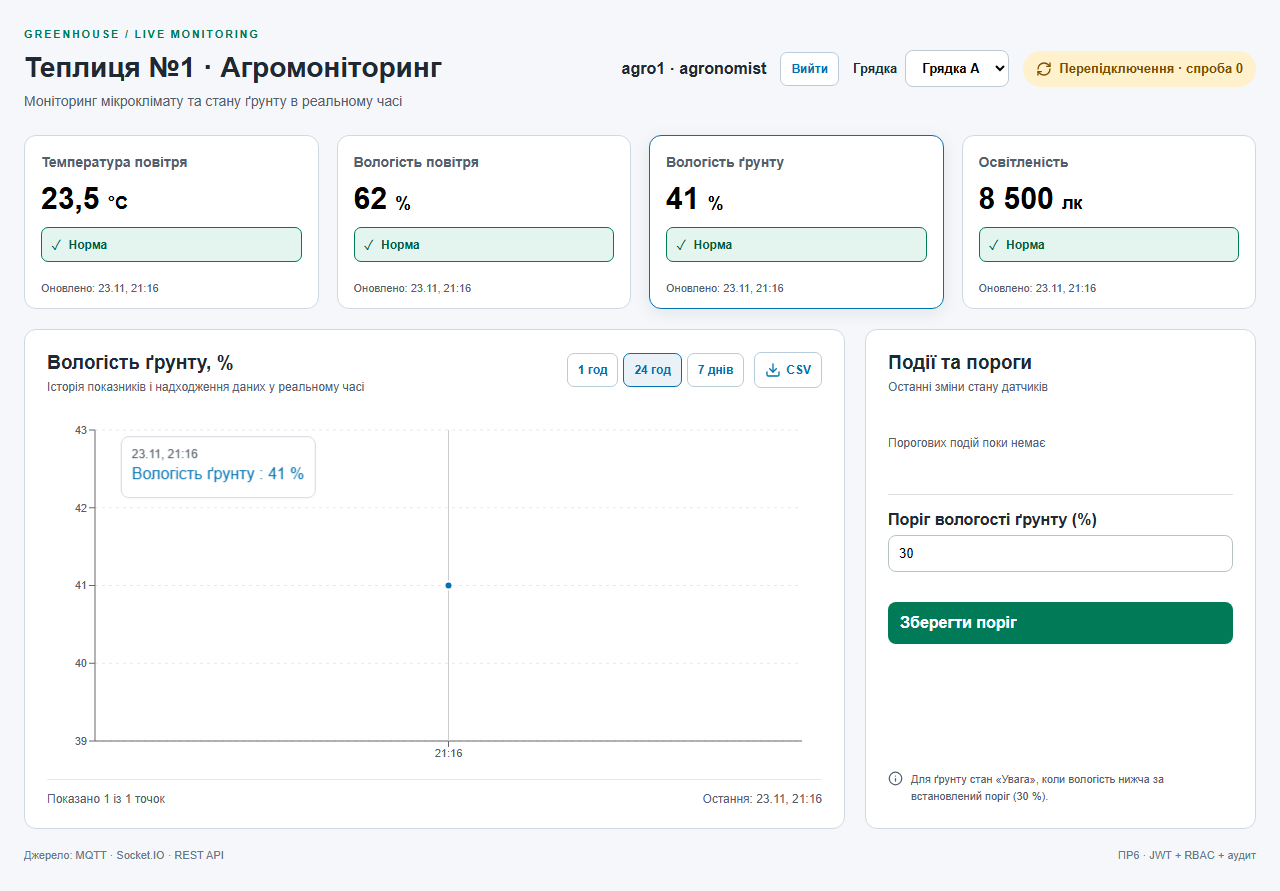 GREENHOUSE / LIVE MONITORING
Теплиця №1 · Агромоніторинг
agro1 · agronomist
Вийти
Грядка
Грядка A
Перепідключення · спроба 0
Моніторинг мікроклімату та стану ґрунту в реальному часі
Температура повітря
23,5 °C
✓ Норма
Оновлено: 23.11, 21:16
Вологість повітря
62 %
✓ Норма
Оновлено: 23.11, 21:16
Вологість ґрунту
41 %
✓ Норма
Оновлено: 23.11, 21:16
Освітленість
8 500 лк
✓ Норма
Оновлено: 23.11, 21:16
Вологість ґрунту, %
Історія показників і надходження даних у реальному часі
1 год
24 год
7 днів
CSV
43
42
41
40
39
23.11, 21:16
Вологість ґрунту : 41 %
21:16
Показано 1 із 1 точок
Остання: 23.11, 21:16
Події та пороги
Останні зміни стану датчиків
Порогових подій поки немає
Поріг вологості ґрунту (%)
30
Зберегти поріг
Для ґрунту стан «Увага», коли вологість нижча за
встановлений поріг (30 %).
Джерело: MQTT · Socket.IO · REST API
ПР6 · JWT + RBAC + аудит